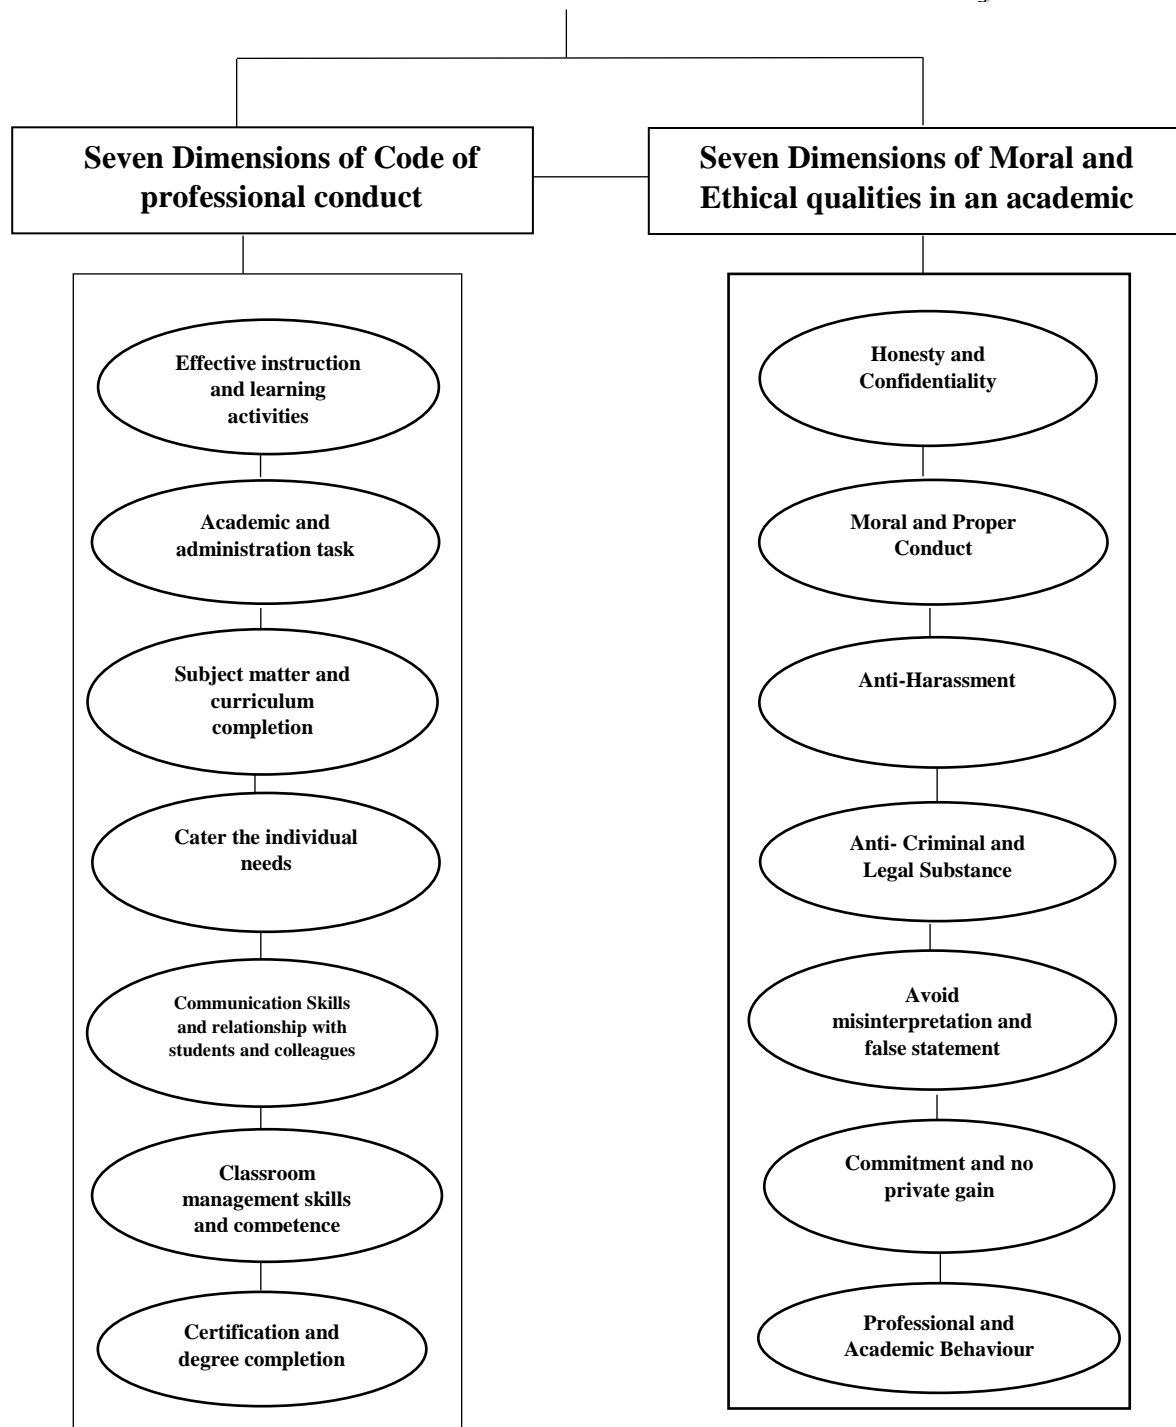 Seven Dimensions of Code of
professional conduct
Seven Dimensions of Moral and
Ethical qualities in an academic
Effective instruction
and learning
activities
Academic and
administration task
Subject matter and
curriculum
completion
Cater the individual
needs
Communication Skills
and relationship with
students and colleagues
Classroom
management skills
and competence
Certification and
degree completion
Honesty and
Confidentiality
Moral and Proper
Conduct
Anti-Harassment
Anti- Criminal and
Legal Substance
Avoid
misinterpretation and
false statement
Commitment and no
private gain
Professional and
Academic Behaviour